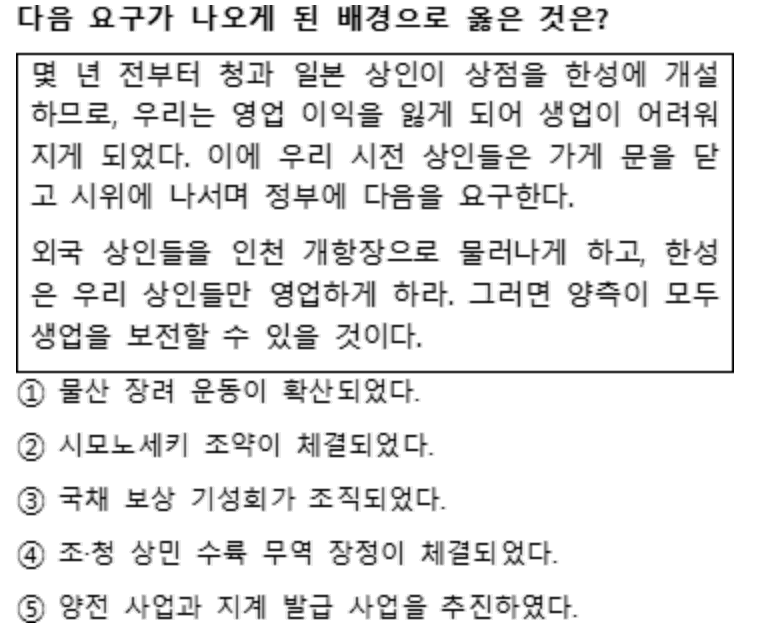 다음 요구가 나오게 된 배경으로 옳은 것은?
몇 년 전부터 청과 일본 상인이 상점을 한성에 개설
하므로, 우리는 영업 이익을 잃게 되어 생업이 어려워
지게 되었다. 이에 우리 시전 상인들은 가게 문을 닫
고 시위에 나서며 정부에 다음을 요구한다.
외국 상인들을 인천 개항장으로 물러나게 하고, 한성
은 우리 상인들만 영업하게 하라. 그러면 양측이 모두
생업을 보전할 수 있을 것이다.
① 물산 장려 운동이 확산되었다.
② 시모노세키 조약이 체결되었다.
③ 국채 보상 기성회가 조직되었다.
④ 조·청 상민 수륙 무역 장정이 체결되었다.
⑤ 양전 사업과 지계 발급 사업을 추진하였다.